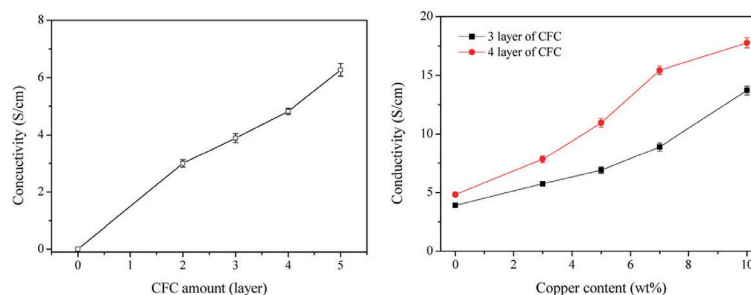 8
6
4
2
0
Concuctivity (S/cm)
0 1 2 3 4 5
CFC amount (layer)
20
15
10
5
0
Conductivity (S/cm)
3 layer of CFC
4 layer of CFC
0 2 4 6 8 10
Copper content (wt%)